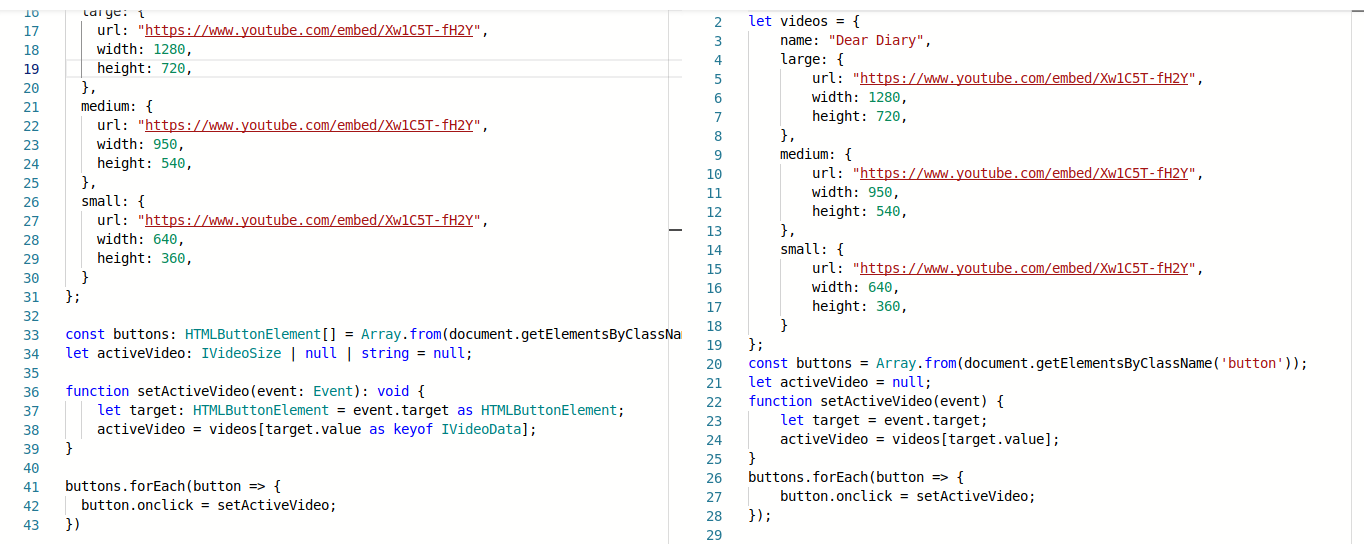 16   large: {
17     url: "https://www.youtube.com/embed/Xw1C5T-fH2Y",
18     width: 1280,
19     height: 720,
20   },
21   medium: {
22     url: "https://www.youtube.com/embed/Xw1C5T-fH2Y",
23     width: 950,
24     height: 540,
25   },
26   small: {
27     url: "https://www.youtube.com/embed/Xw1C5T-fH2Y",
28     width: 640,
29     height: 360,
30   }
31 };
32
33 const buttons: HTMLButtonElement[] = Array.from(document.getElementsByClassNa
34 let activeVideo: IVideoSize | null | string = null;
35
36 function setActiveVideo(event: Event): void {
37     let target: HTMLButtonElement = event.target as HTMLButtonElement;
38     activeVideo = videos[target.value as keyof IVideoData];
39 }
40
41 buttons.forEach(button => {
42   button.onclick = setActiveVideo;
43 })
2 let videos = {
3     name: "Dear Diary",
4     large: {
5         url: "https://www.youtube.com/embed/Xw1C5T-fH2Y",
6         width: 1280,
7         height: 720,
8     },
9     medium: {
10         url: "https://www.youtube.com/embed/Xw1C5T-fH2Y",
11         width: 950,
12         height: 540,
13     },
14     small: {
15         url: "https://www.youtube.com/embed/Xw1C5T-fH2Y",
16         width: 640,
17         height: 360,
18     }
19 };
20 const buttons = Array.from(document.getElementsByClassName('button'));
21 let activeVideo = null;
22 function setActiveVideo(event) {
23     let target = event.target;
24     activeVideo = videos[target.value];
25 }
26 buttons.forEach(button => {
27     button.onclick = setActiveVideo;
28 });
29